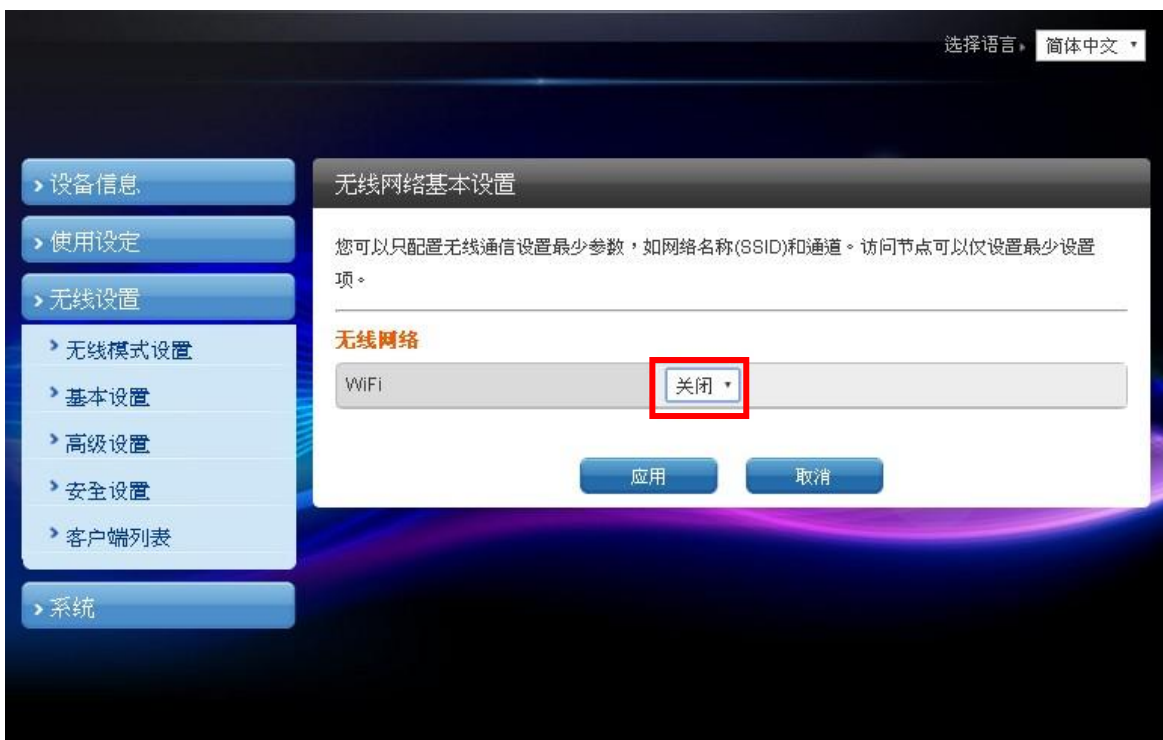 选择语言 简体中文
设备信息
使用设定
无线设置
无线模式设置
基本设置
高级设置
安全设置
客户端列表
系统
无线网络基本设置
您可以只配置无线通信设置最少参数，如网络名称(SSID)和通道。访问节点可以仅设置最少设置
项。
无线网络
WiFi 关闭
应用 取消